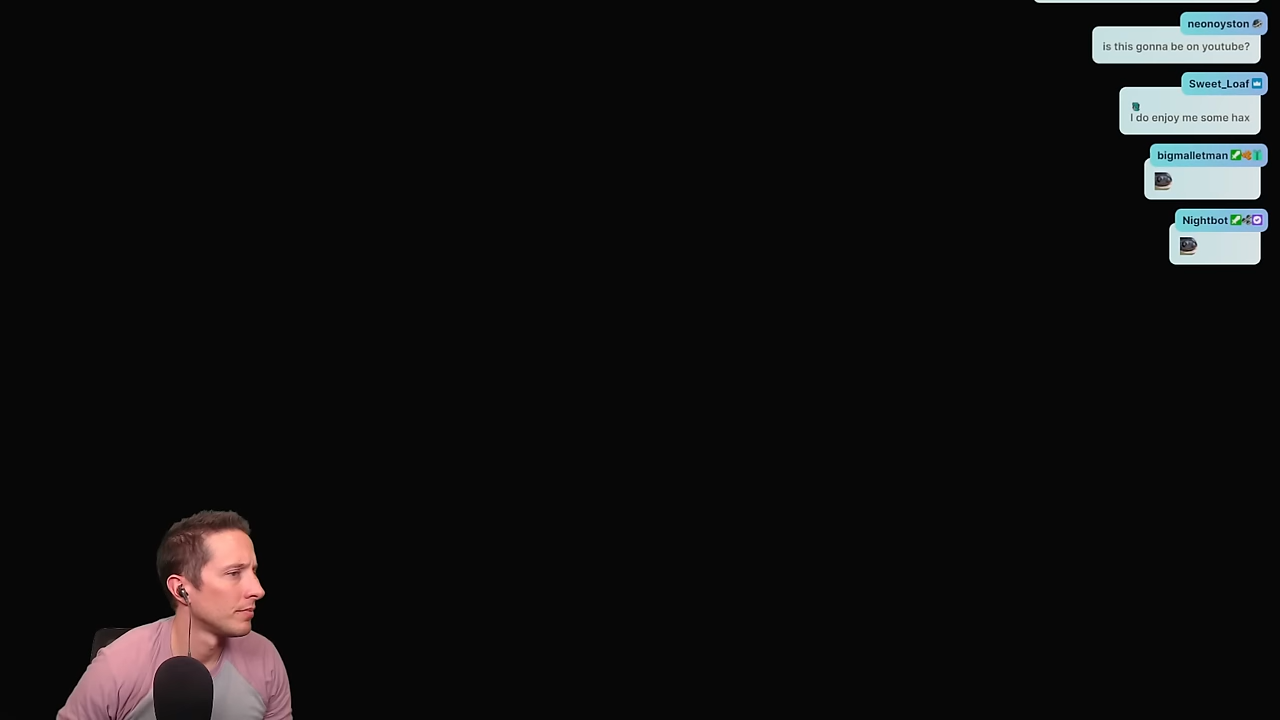 neonoyston
is this gonna be on youtube?
Sweet_Loaf
I do enjoy me some hax
bigmalletman
Nightbot